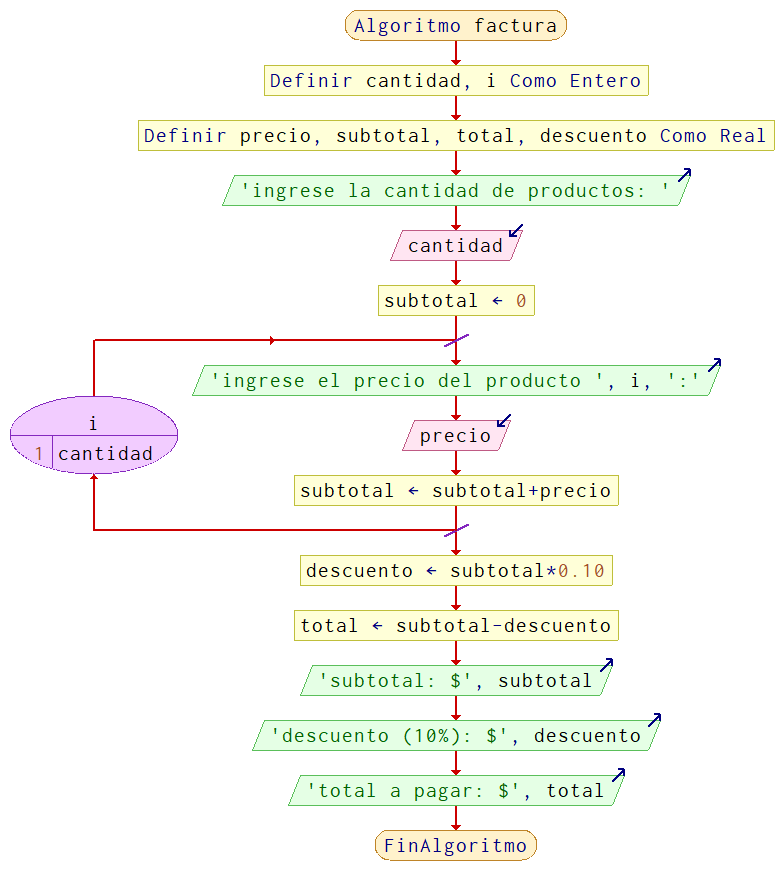 Algoritmo factura
Definir cantidad, i Como Entero
Definir precio, subtotal, total, descuento Como Real
'ingrese la cantidad de productos: '
cantidad
subtotal ← 0
'ingrese el precio del producto ', i, ':'
i
1 cantidad
precio
subtotal ← subtotal+precio
descuento ← subtotal*0.10
total ← subtotal-descuento
'subtotal: $', subtotal
'descuento (10%): $', descuento
'total a pagar: $', total
FinAlgoritmo